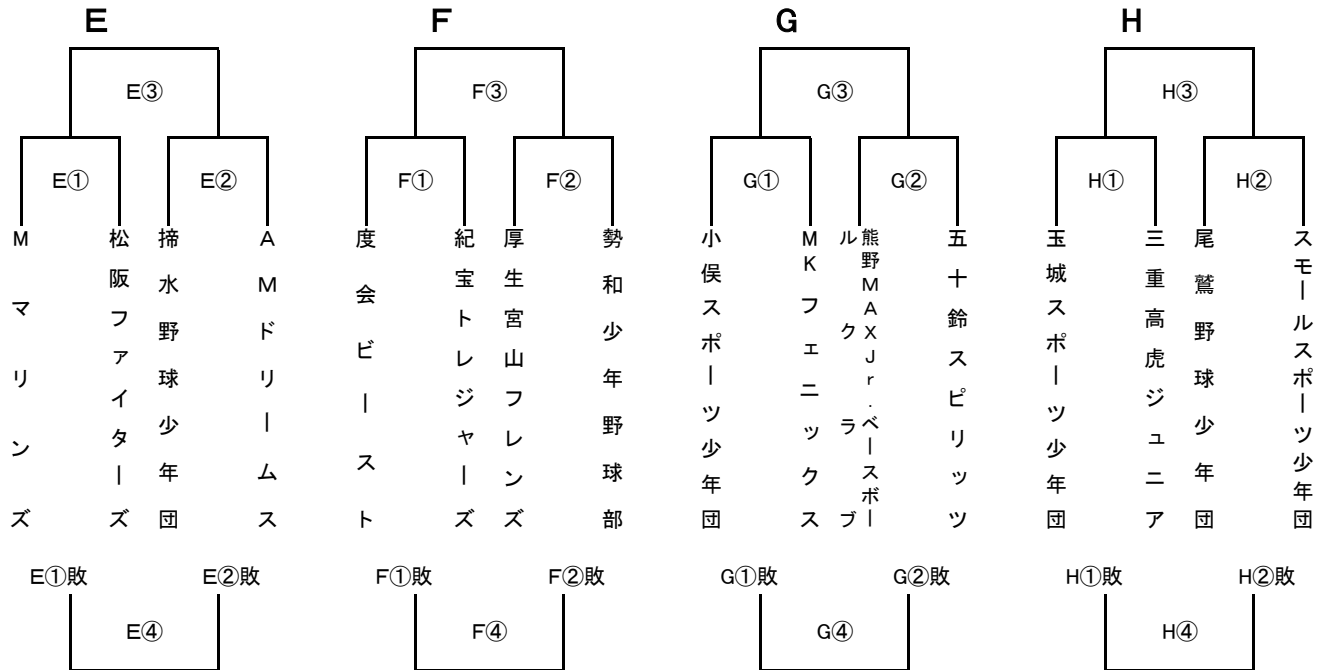 E
F
G
H
E③
F③
G③
H③
E①
E②
F①
F②
G①
G②
H①
H②
Mマリンズ
松阪ファイターズ
揥水野球少年団
AMドリームス
度会ビースト
紀宝トレジャーズ
厚生宮山フレンズ
勢和少年野球部
小俣スポーツ少年団
MKフェニックス
熊野MAXJr.ベースボー
ルクラブ
五十鈴スピリッツ
玉城スポーツ少年団
三重高虎ジュニア
尾鷲野球少年団
スモールスポーツ少年団
E①敗
E②敗
F①敗
F②敗
G①敗
G②敗
H①敗
H②敗
E④
F④
G④
H④